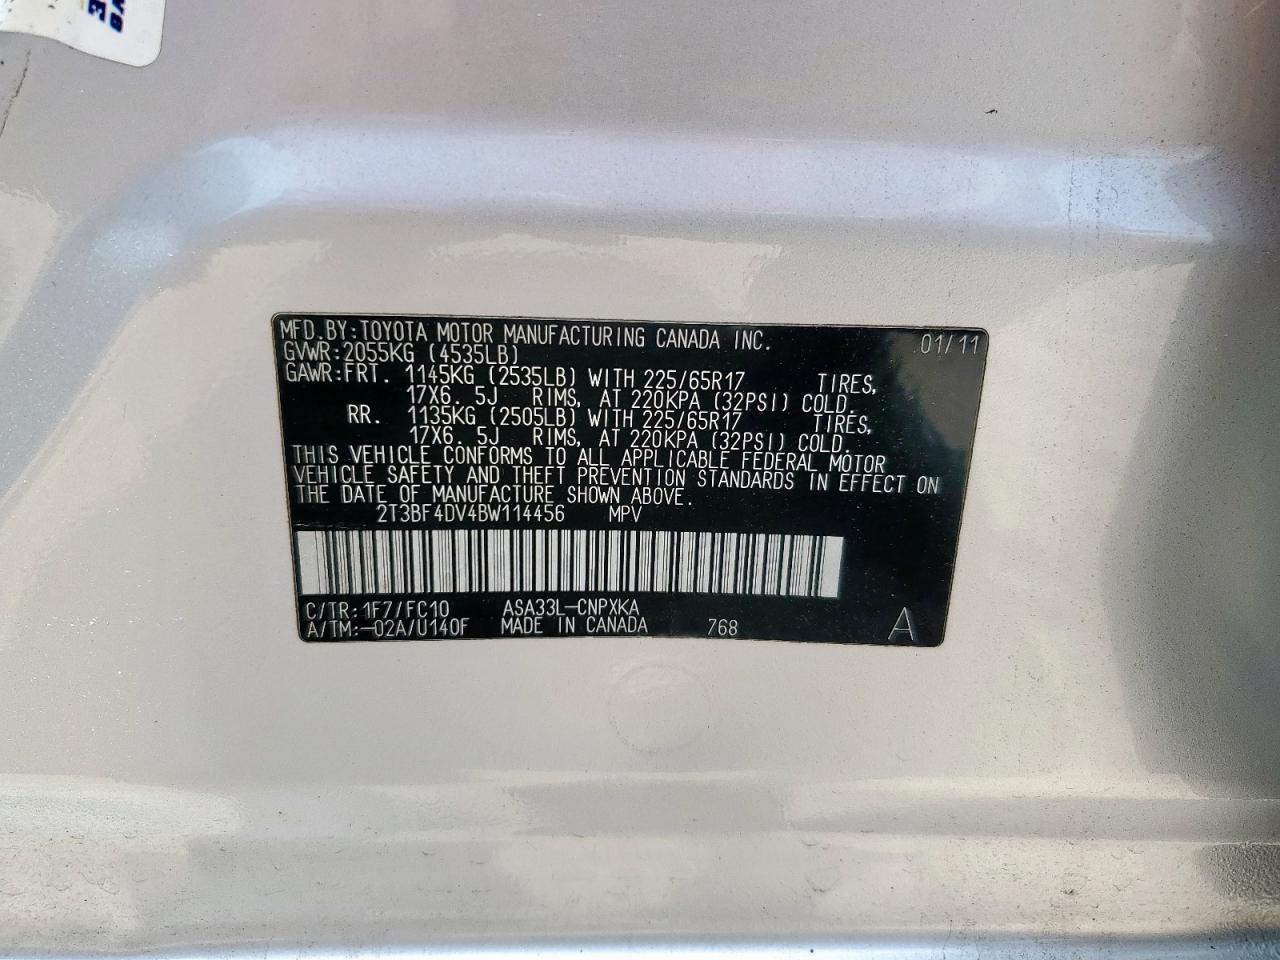 MFD.BY:TOYOTA MOTOR MANUFACTURING CANADA INC. 01/11
GVWR:2055KG (4535LB)
GAWR:FRT. 1145KG (2535LB) WITH 225/65R17 TIRES,
17X6.5J RIMS, AT 220KPA (32PSI) COLD.
RR. 1135KG (2505LB) WITH 225/65R17 TIRES,
17X6.5J RIMS, AT 220KPA (32PSI) COLD.
THIS VEHICLE CONFORMS TO ALL APPLICABLE FEDERAL MOTOR
VEHICLE SAFETY AND THEFT PREVENTION STANDARDS IN EFFECT ON
THE DATE OF MANUFACTURE SHOWN ABOVE.
2T3BF4DV4BW114456 MPV
C/TR:1F7/FC10 ASA33L-CNPXKA
A/TM:-02A/U140F MADE IN CANADA 768 A